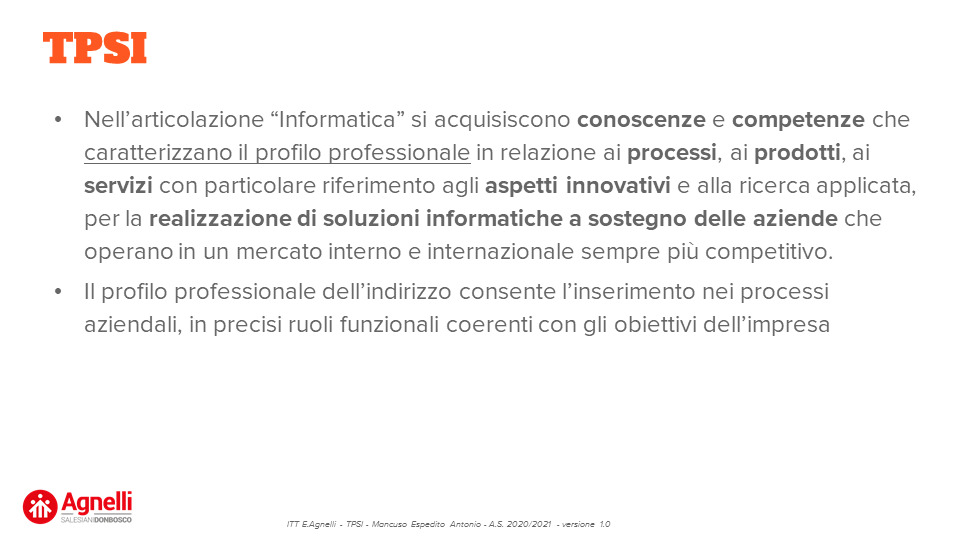 TPSI
• Nell’articolazione “Informatica” si acquisiscono conoscenze e competenze che
caratterizzano il profilo professionale in relazione ai processi, ai prodotti, ai
servizi con particolare riferimento agli aspetti innovativi e alla ricerca applicata,
per la realizzazione di soluzioni informatiche a sostegno delle aziende che
operano in un mercato interno e internazionale sempre più competitivo.
• Il profilo professionale dell’indirizzo consente l’inserimento nei processi
aziendali, in precisi ruoli funzionali coerenti con gli obiettivi dell’impresa
Agnelli
SALESIANIDONBOSCO
ITT E.Agnelli - TPSI - Mancuso Espedito Antonio - A.S. 2020/2021 - versione 1.0